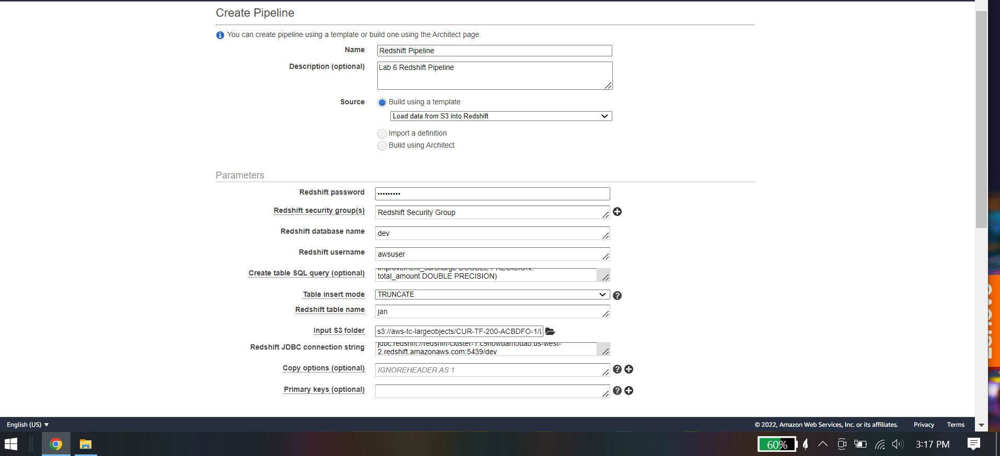 Create Pipeline
You can create pipeline using a template or build one using the Architect page.
Name
Redshift Pipeline
Description (optional)
Lab 6 Redshift Pipeline
Source
Build using a template
Load data from S3 into Redshift
Import a definition
Build using Architect
Parameters
Redshift password
•••••••••
Redshift security group(s)
Redshift Security Group
Redshift database name
dev
Redshift username
awsuser
Create table SQL query (optional)
improvement_surcharge DOUBLE PRECISION,
total_amount DOUBLE PRECISION)
Table insert mode
TRUNCATE
Redshift table name
jan
Input S3 folder
s3://aws-tc-largeobjects/CUR-TF-200-ACBDFO-1/
Redshift JDBC connection string
2.redshift.amazonaws.com:5439/dev
Copy options (optional)
IGNOREHEADER AS 1
Primary keys (optional)
English (US)
© 2022, Amazon Web Services, Inc. or its affiliates.
Privacy
Terms
60%
3:17 PM